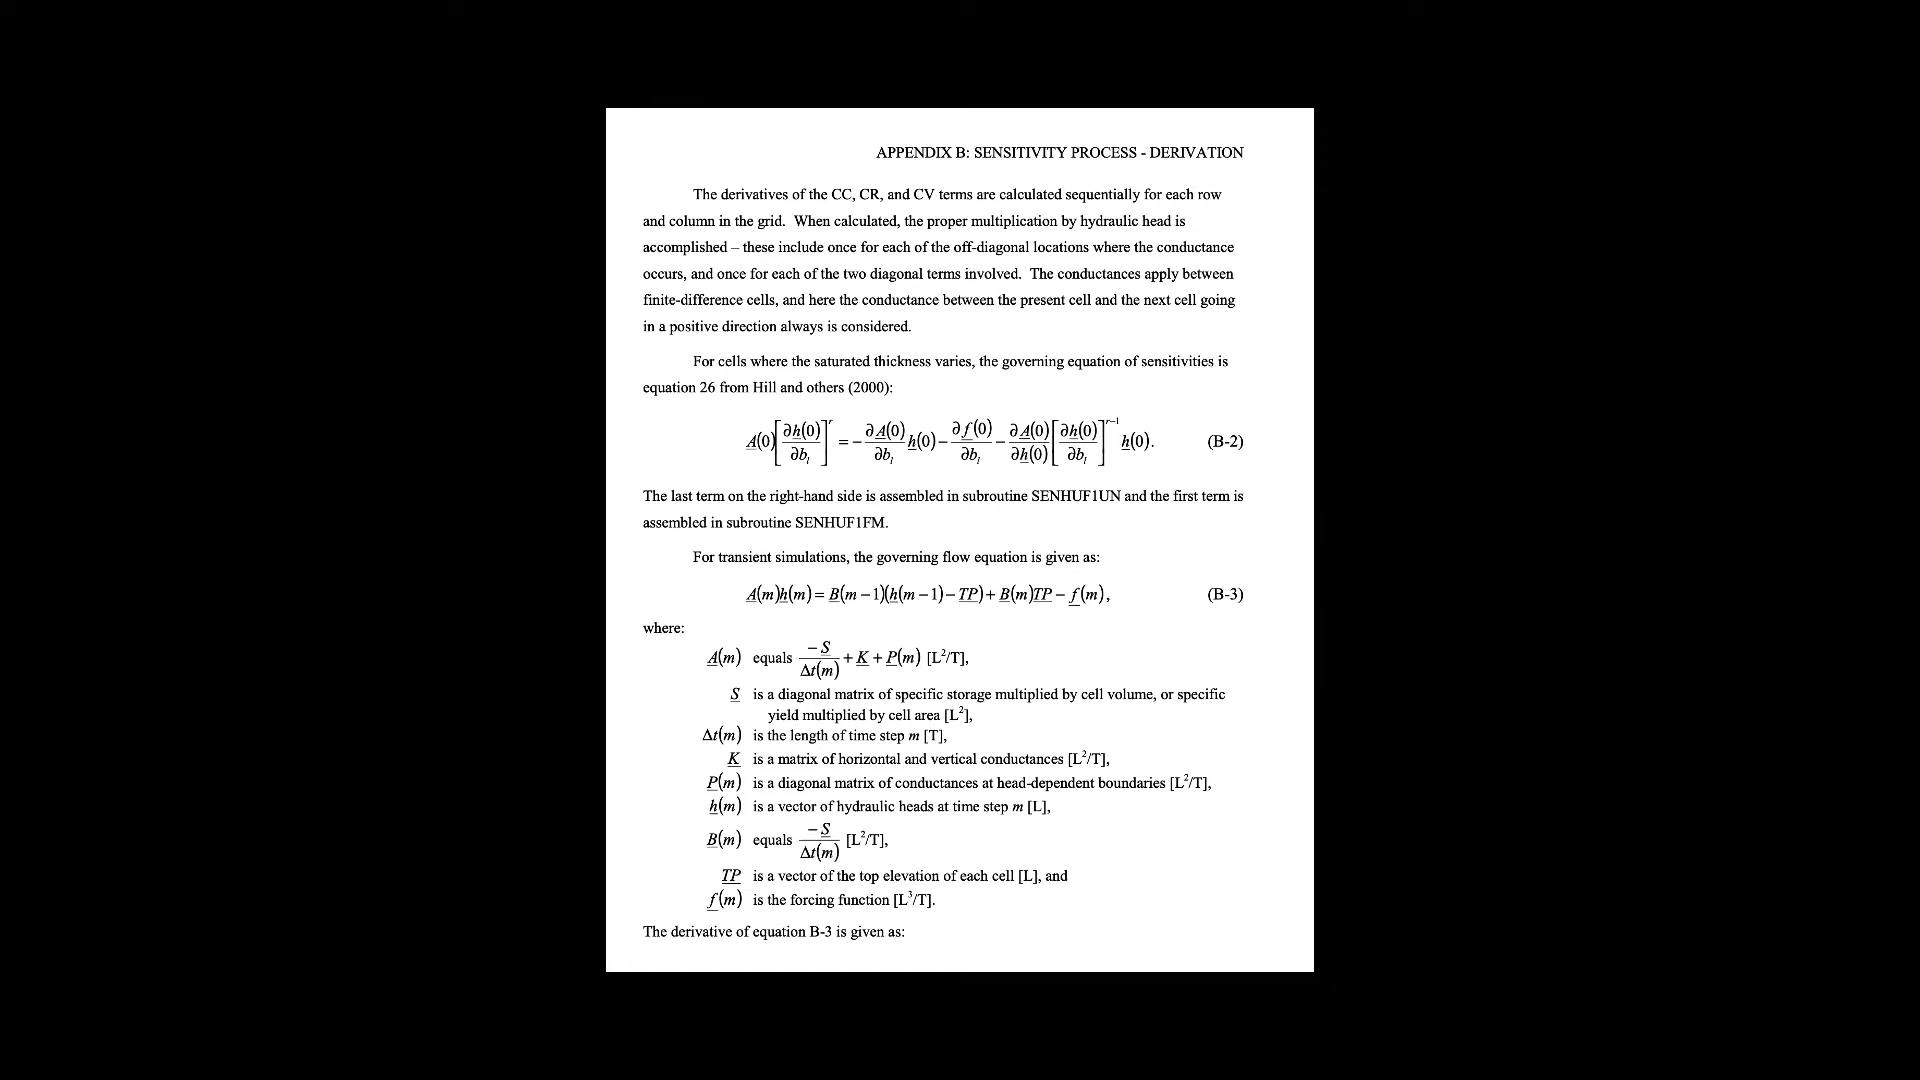 APPENDIX B: SENSITIVITY PROCESS - DERIVATION
The derivatives of the CC, CR, and CV terms are calculated sequentially for each row
and column in the grid.  When calculated, the proper multiplication by hydraulic head is
accomplished – these include once for each of the off-diagonal locations where the conductance
occurs, and once for each of the two diagonal terms involved.  The conductances apply between
finite-difference cells, and here the conductance between the present cell and the next cell going
in a positive direction always is considered.
For cells where the saturated thickness varies, the governing equation of sensitivities is
equation 26 from Hill and others (2000):
A(0)[∂h(0)/∂b_l]^r = −∂A(0)/∂b_l h(0) − ∂f(0)/∂b_l − ∂A(0)/∂h(0) [∂h(0)/∂b_l]^{r−1} h(0). (B-2)
The last term on the right-hand side is assembled in subroutine SENHUF1UN and the first term is
assembled in subroutine SENHUF1FM.
For transient simulations, the governing flow equation is given as:
A(m)h(m) = B(m−1)(h(m−1)−TP)+B(m)TP−f(m), (B-3)
where:
A(m) equals −S/Δt(m) + K + P(m) [L²/T],
S is a diagonal matrix of specific storage multiplied by cell volume, or specific
yield multiplied by cell area [L²],
Δt(m) is the length of time step m [T],
K is a matrix of horizontal and vertical conductances [L²/T],
P(m) is a diagonal matrix of conductances at head-dependent boundaries [L²/T],
h(m) is a vector of hydraulic heads at time step m [L],
B(m) equals −S/Δt(m) [L²/T],
TP is a vector of the top elevation of each cell [L], and
f(m) is the forcing function [L³/T].
The derivative of equation B-3 is given as: